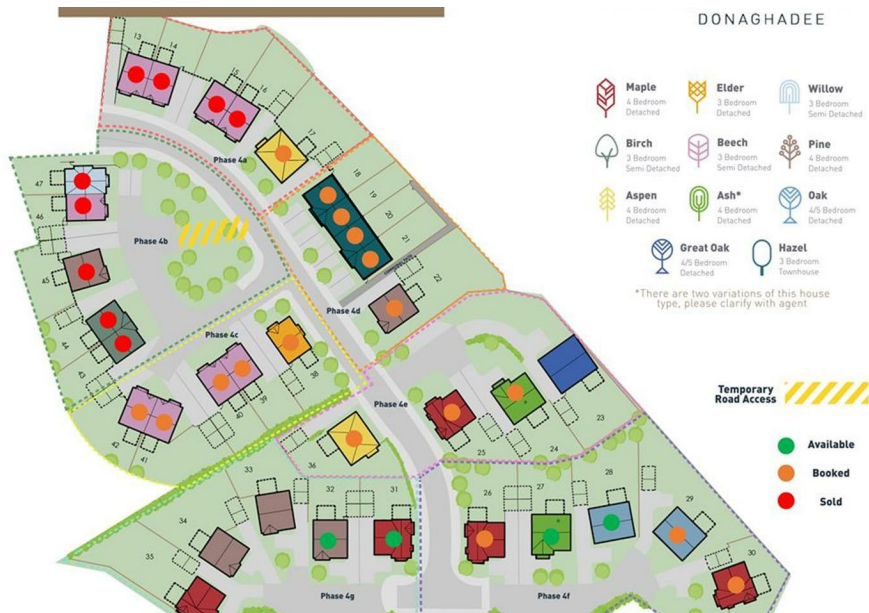 DONAGHADEE
Maple
4 Bedroom
Detached
Elder
3 Bedroom
Detached
Willow
3 Bedroom
Semi Detached
Birch
3 Bedroom
Semi Detached
Beech
3 Bedroom
Semi Detached
Pine
4 Bedroom
Detached
Aspen
4 Bedroom
Detached
Ash*
4 Bedroom
Detached
Oak
4/5 Bedroom
Detached
Great Oak
4/5 Bedroom
Detached
Hazel
3 Bedroom
Townhouse
*There are two variations of this house
type, please clarify with agent
Temporary
Road Access
Available
Booked
Sold
13
14
15
16
Phase 4a
17
18
19
20
21
22
47
46
45
44
43
Phase 4b
Phase 4c
Phase 4d
42
41
40
39
38
Phase 4e
36
25
24
23
35
34
33
32
31
26
27
28
29
30
Phase 4g
Phase 4f